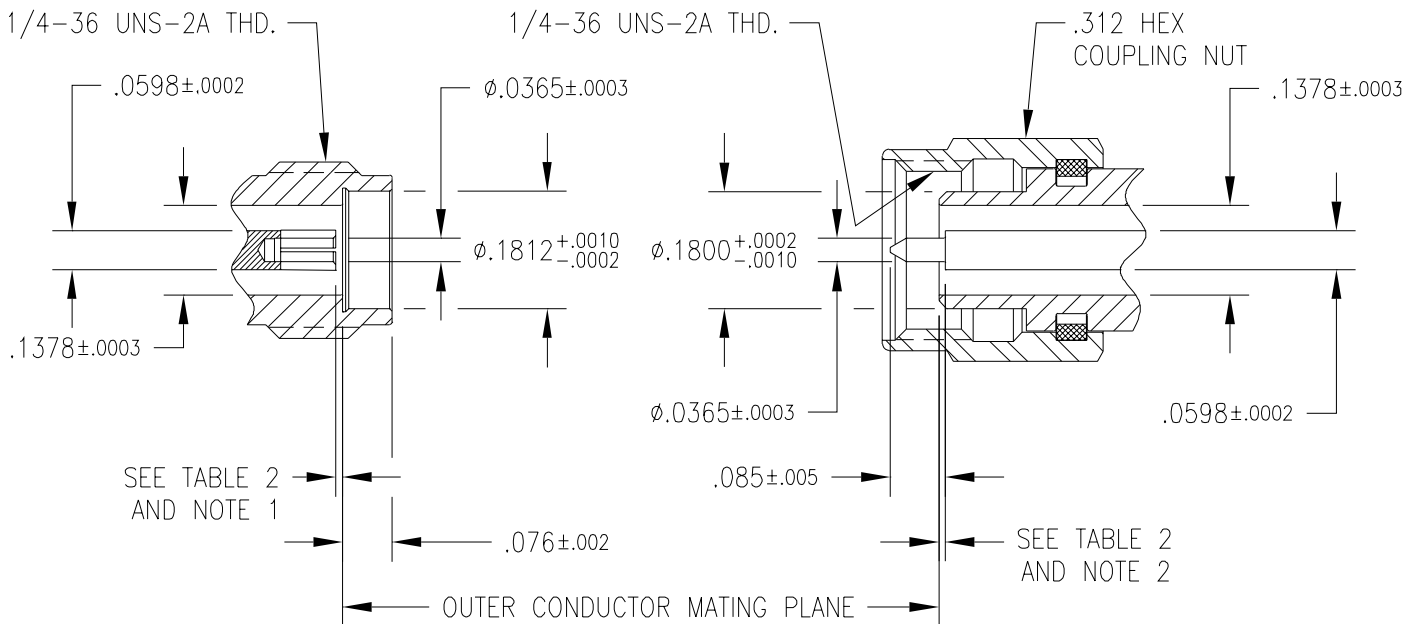 1/4-36 UNS-2A THD.
1/4-36 UNS-2A THD.
.312 HEX
COUPLING NUT
.0598±.0002
Ø.0365±.0003
.1378±.0003
Ø.1812 +.0010
-.0002
Ø.1800 +.0002
-.0010
.1378±.0003
Ø.0365±.0003
.0598±.0002
SEE TABLE 2
AND NOTE 1
.085±.005
.076±.002
SEE TABLE 2
AND NOTE 2
OUTER CONDUCTOR MATING PLANE